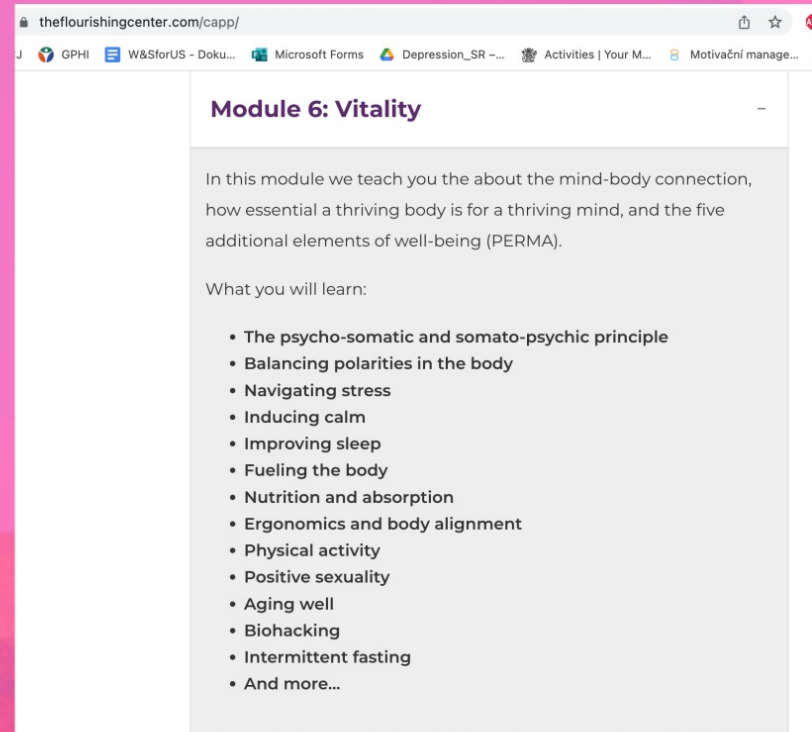 theflourishingcenter.com/capp/
J GPHI W&SforUS - Doku... Microsoft Forms Depression_SR –... Activities | Your M... Motivační manage...
Module 6: Vitality
In this module we teach you the about the mind-body connection,
how essential a thriving body is for a thriving mind, and the five
additional elements of well-being (PERMA).
What you will learn:
• The psycho-somatic and somato-psychic principle
• Balancing polarities in the body
• Navigating stress
• Inducing calm
• Improving sleep
• Fueling the body
• Nutrition and absorption
• Ergonomics and body alignment
• Physical activity
• Positive sexuality
• Aging well
• Biohacking
• Intermittent fasting
• And more...